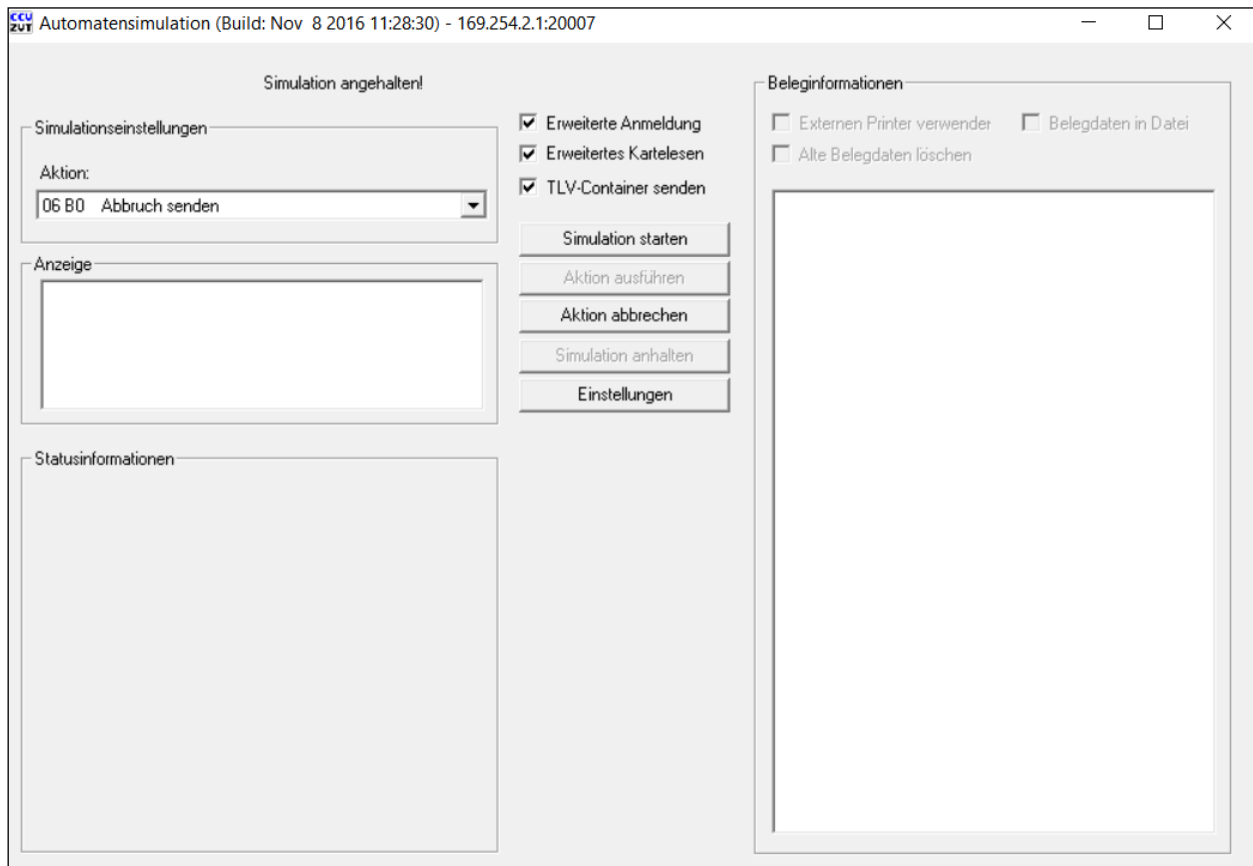 CCV ZVT Automatensimulation (Build: Nov 8 2016 11:28:30) - 169.254.2.1:20007
Simulation angehalten!
Simulationseinstellungen
Aktion:
06 B0 Abbruch senden
Anzeige
Statusinformationen
Erweiterte Anmeldung
Erweitertes Kartelesen
TLV-Container senden
Simulation starten
Aktion ausführen
Aktion abbrechen
Simulation anhalten
Einstellungen
Beleginformationen
Externen Printer verwender
Belegdaten in Datei
Alte Belegdaten löschen